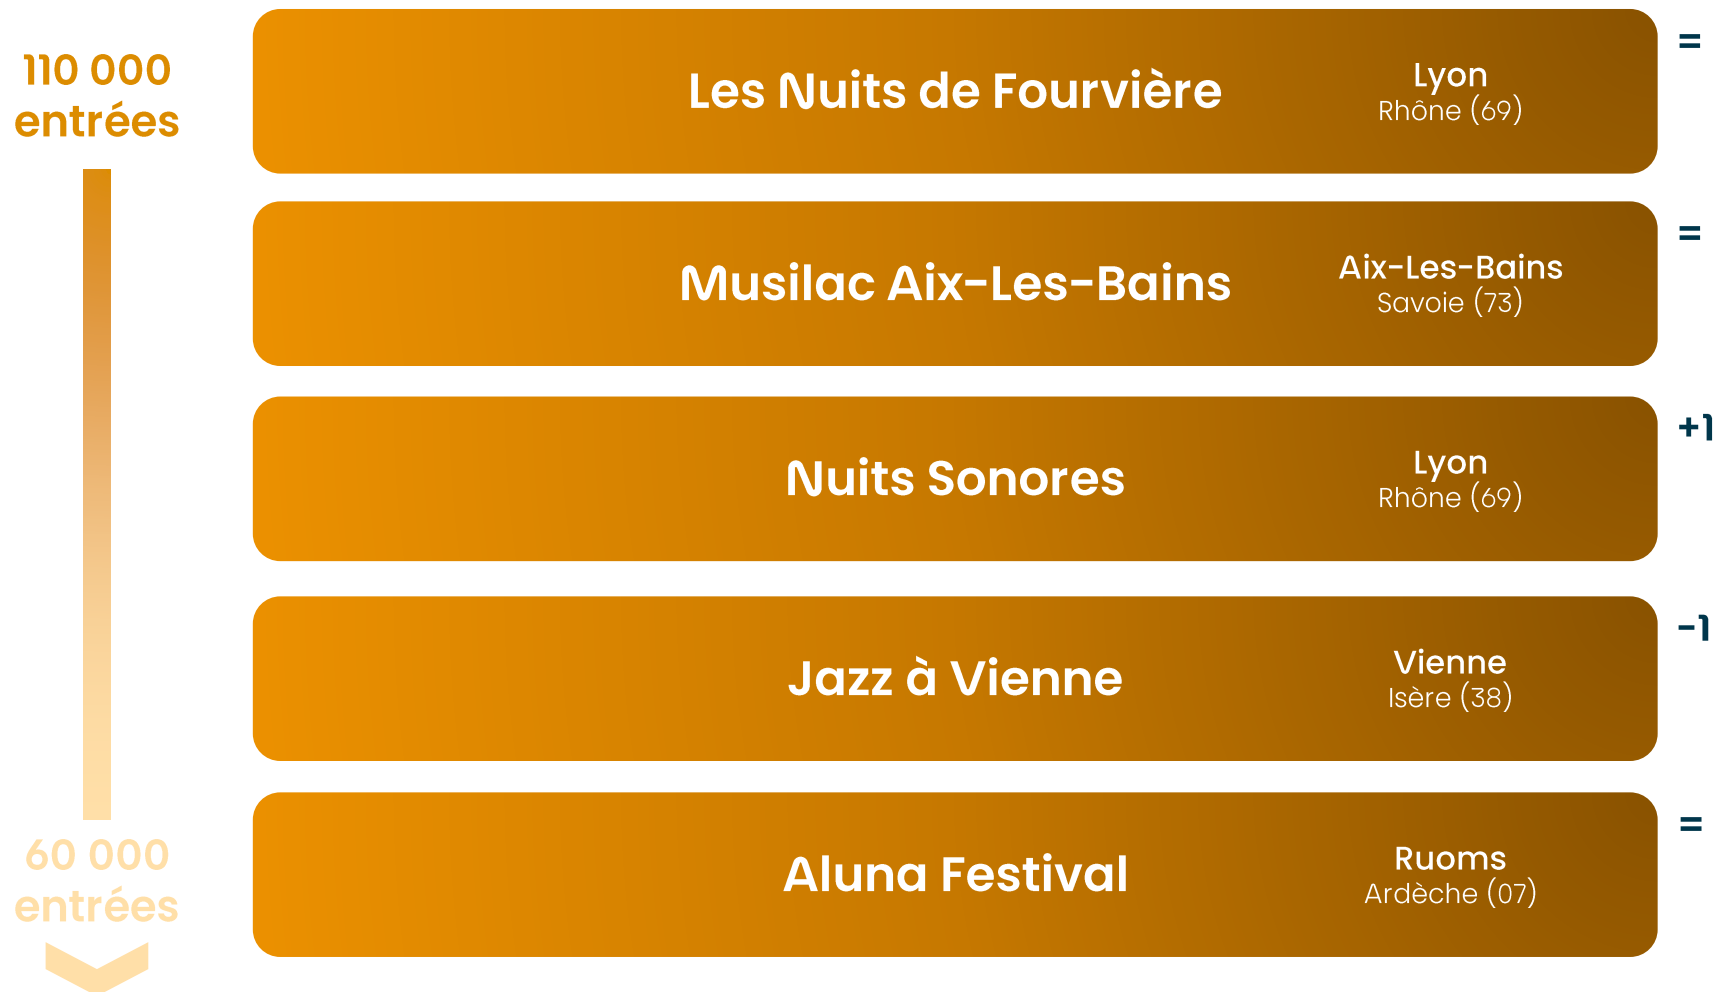 110 000
entrées
Les Nuits de Fourvière
Lyon
Rhône (69)
=
Musilac Aix-Les-Bains
Aix-Les-Bains
Savoie (73)
=
Nuits Sonores
Lyon
Rhône (69)
+1
Jazz à Vienne
Vienne
Isère (38)
-1
60 000
entrées
Aluna Festival
Ruoms
Ardèche (07)
=